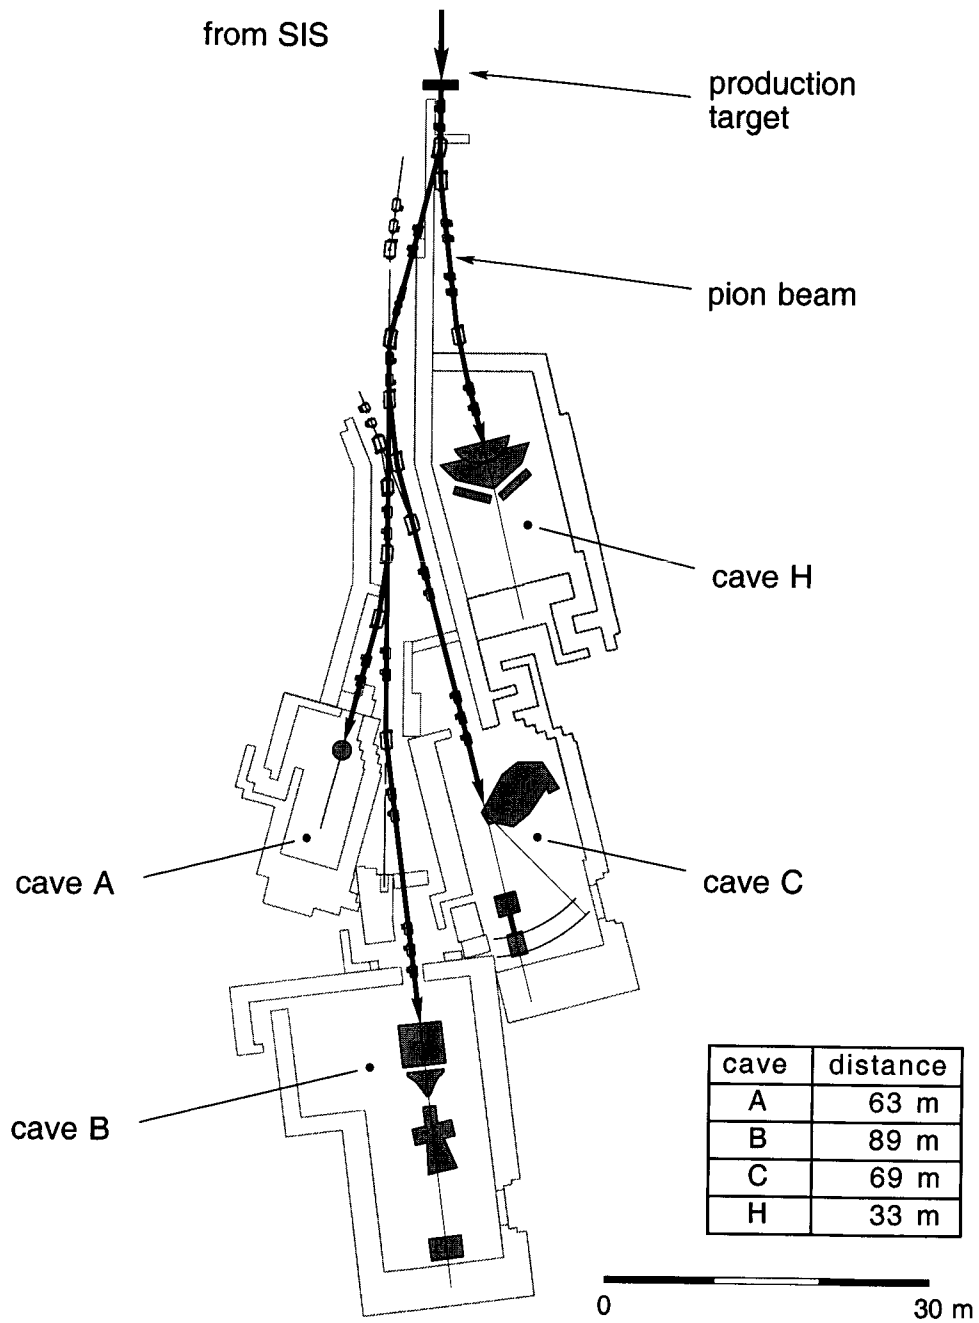 from SIS
production
target
pion beam
cave H
cave A
cave C
cave B
cave distance
A 63 m
B 89 m
C 69 m
H 33 m
0 30 m